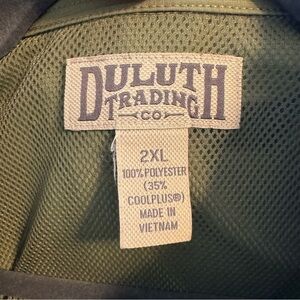 DULUTH
TRADING
CO
2XL
100% POLYESTER
(35%
COOLPLUS®)
MADE IN
VIETNAM